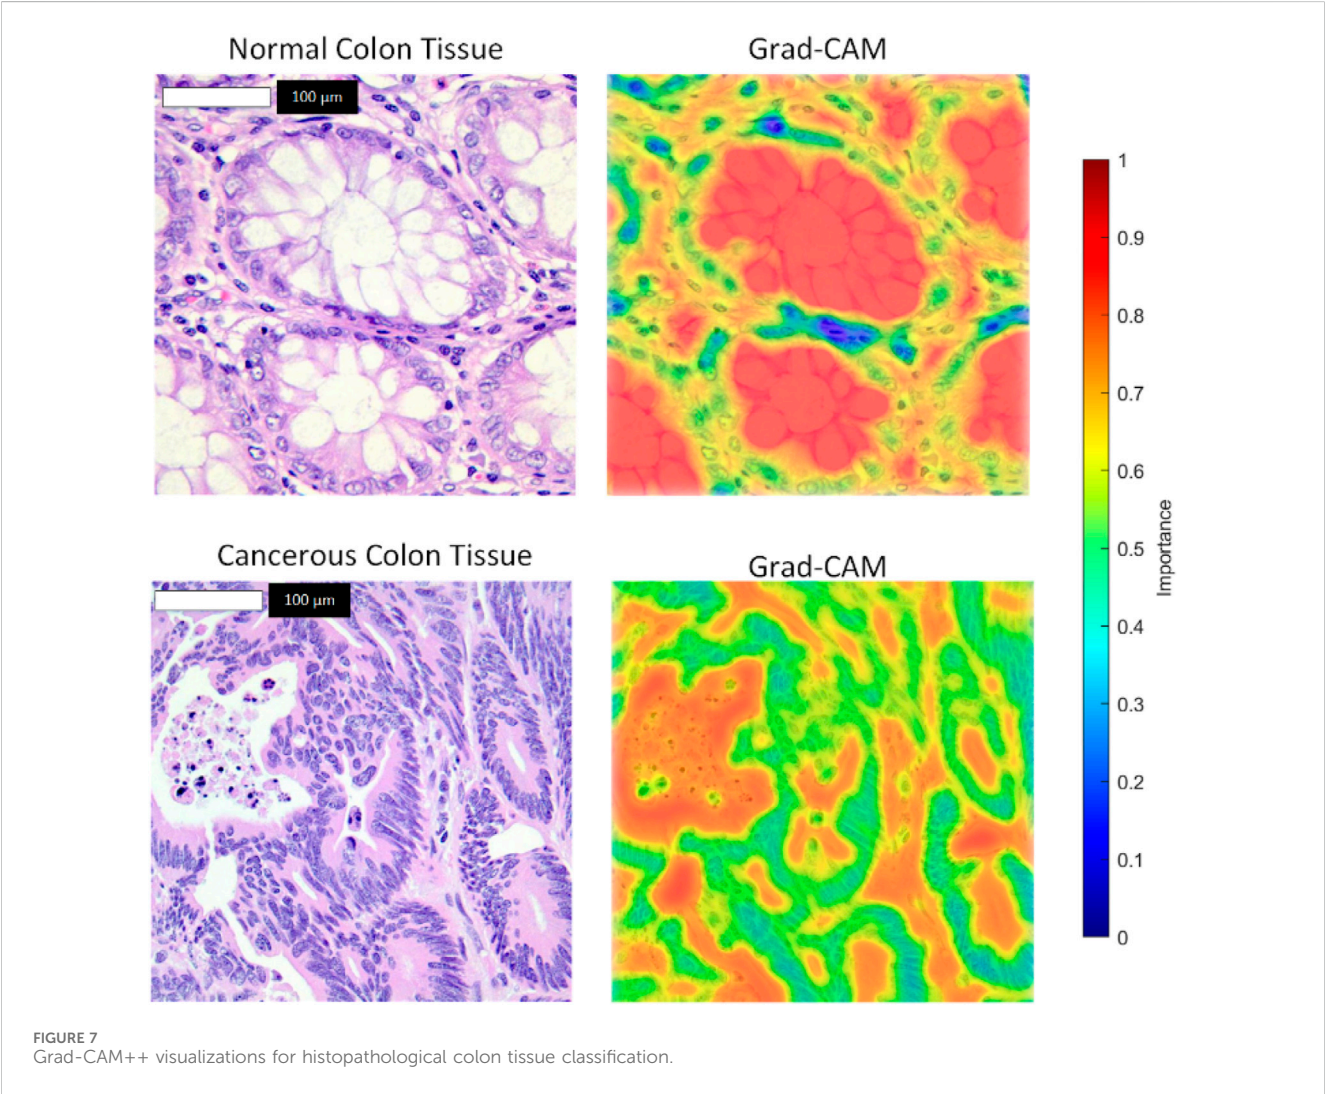 Normal Colon Tissue
Grad-CAM
100 µm
Cancerous Colon Tissue
Grad-CAM
100 µm
1
0.9
0.8
0.7
0.6
0.5
0.4
0.3
0.2
0.1
0
Importance
FIGURE 7
Grad-CAM++ visualizations for histopathological colon tissue classification.